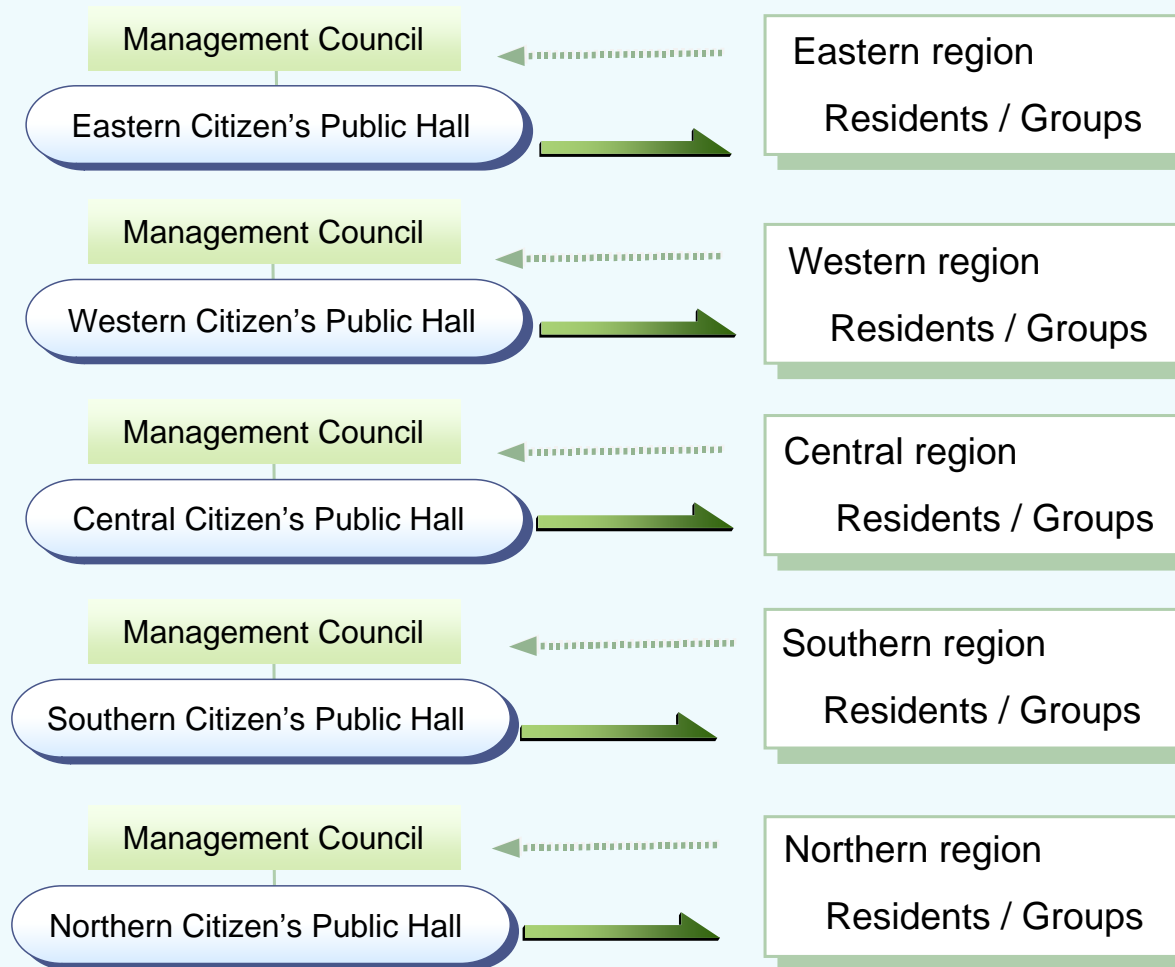 Management Council
Eastern Citizen's Public Hall
Eastern region
Residents / Groups
Management Council
Western Citizen's Public Hall
Western region
Residents / Groups
Management Council
Central Citizen's Public Hall
Central region
Residents / Groups
Management Council
Southern Citizen's Public Hall
Southern region
Residents / Groups
Management Council
Northern Citizen's Public Hall
Northern region
Residents / Groups